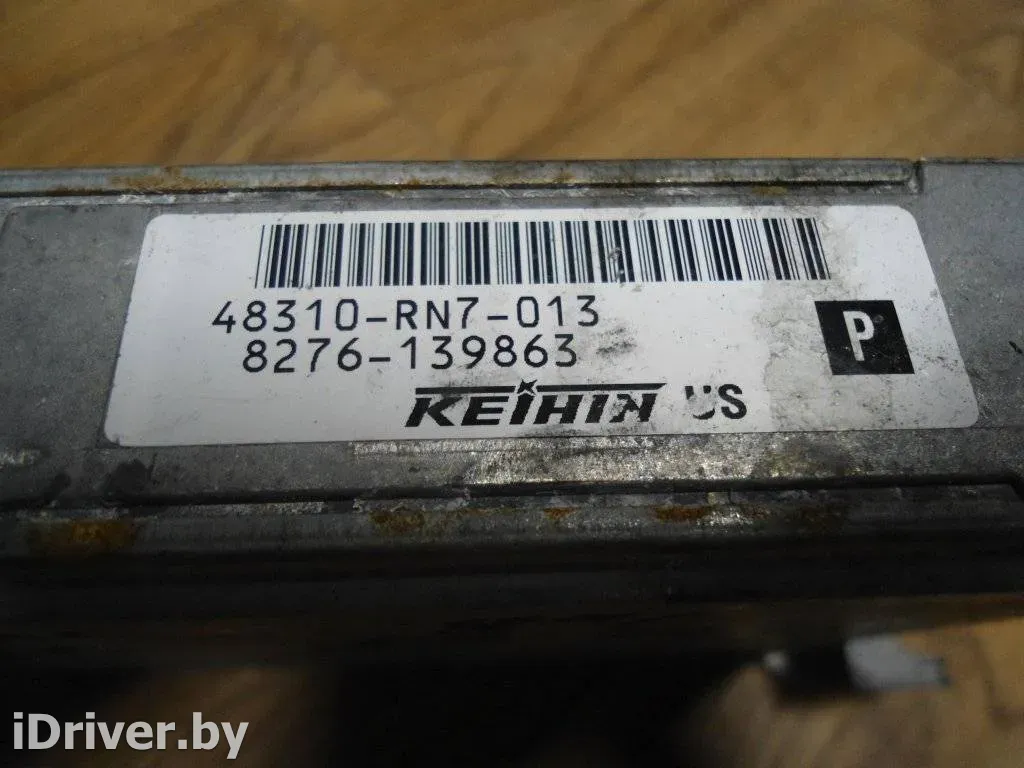 48310-RN7-013
8276-139863
P
KEIHIN US
iDriver.by